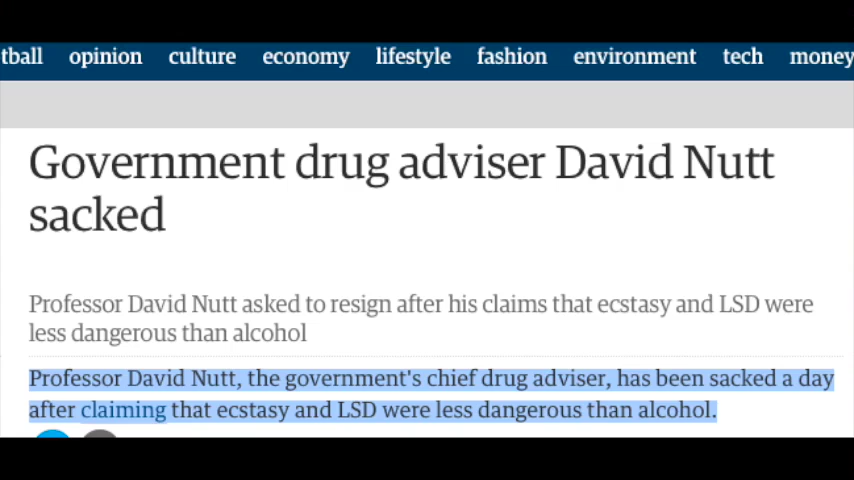 tball opinion culture economy lifestyle fashion environment tech money
Government drug adviser David Nutt
sacked
Professor David Nutt asked to resign after his claims that ecstasy and LSD were
less dangerous than alcohol
Professor David Nutt, the government's chief drug adviser, has been sacked a day
after claiming that ecstasy and LSD were less dangerous than alcohol.